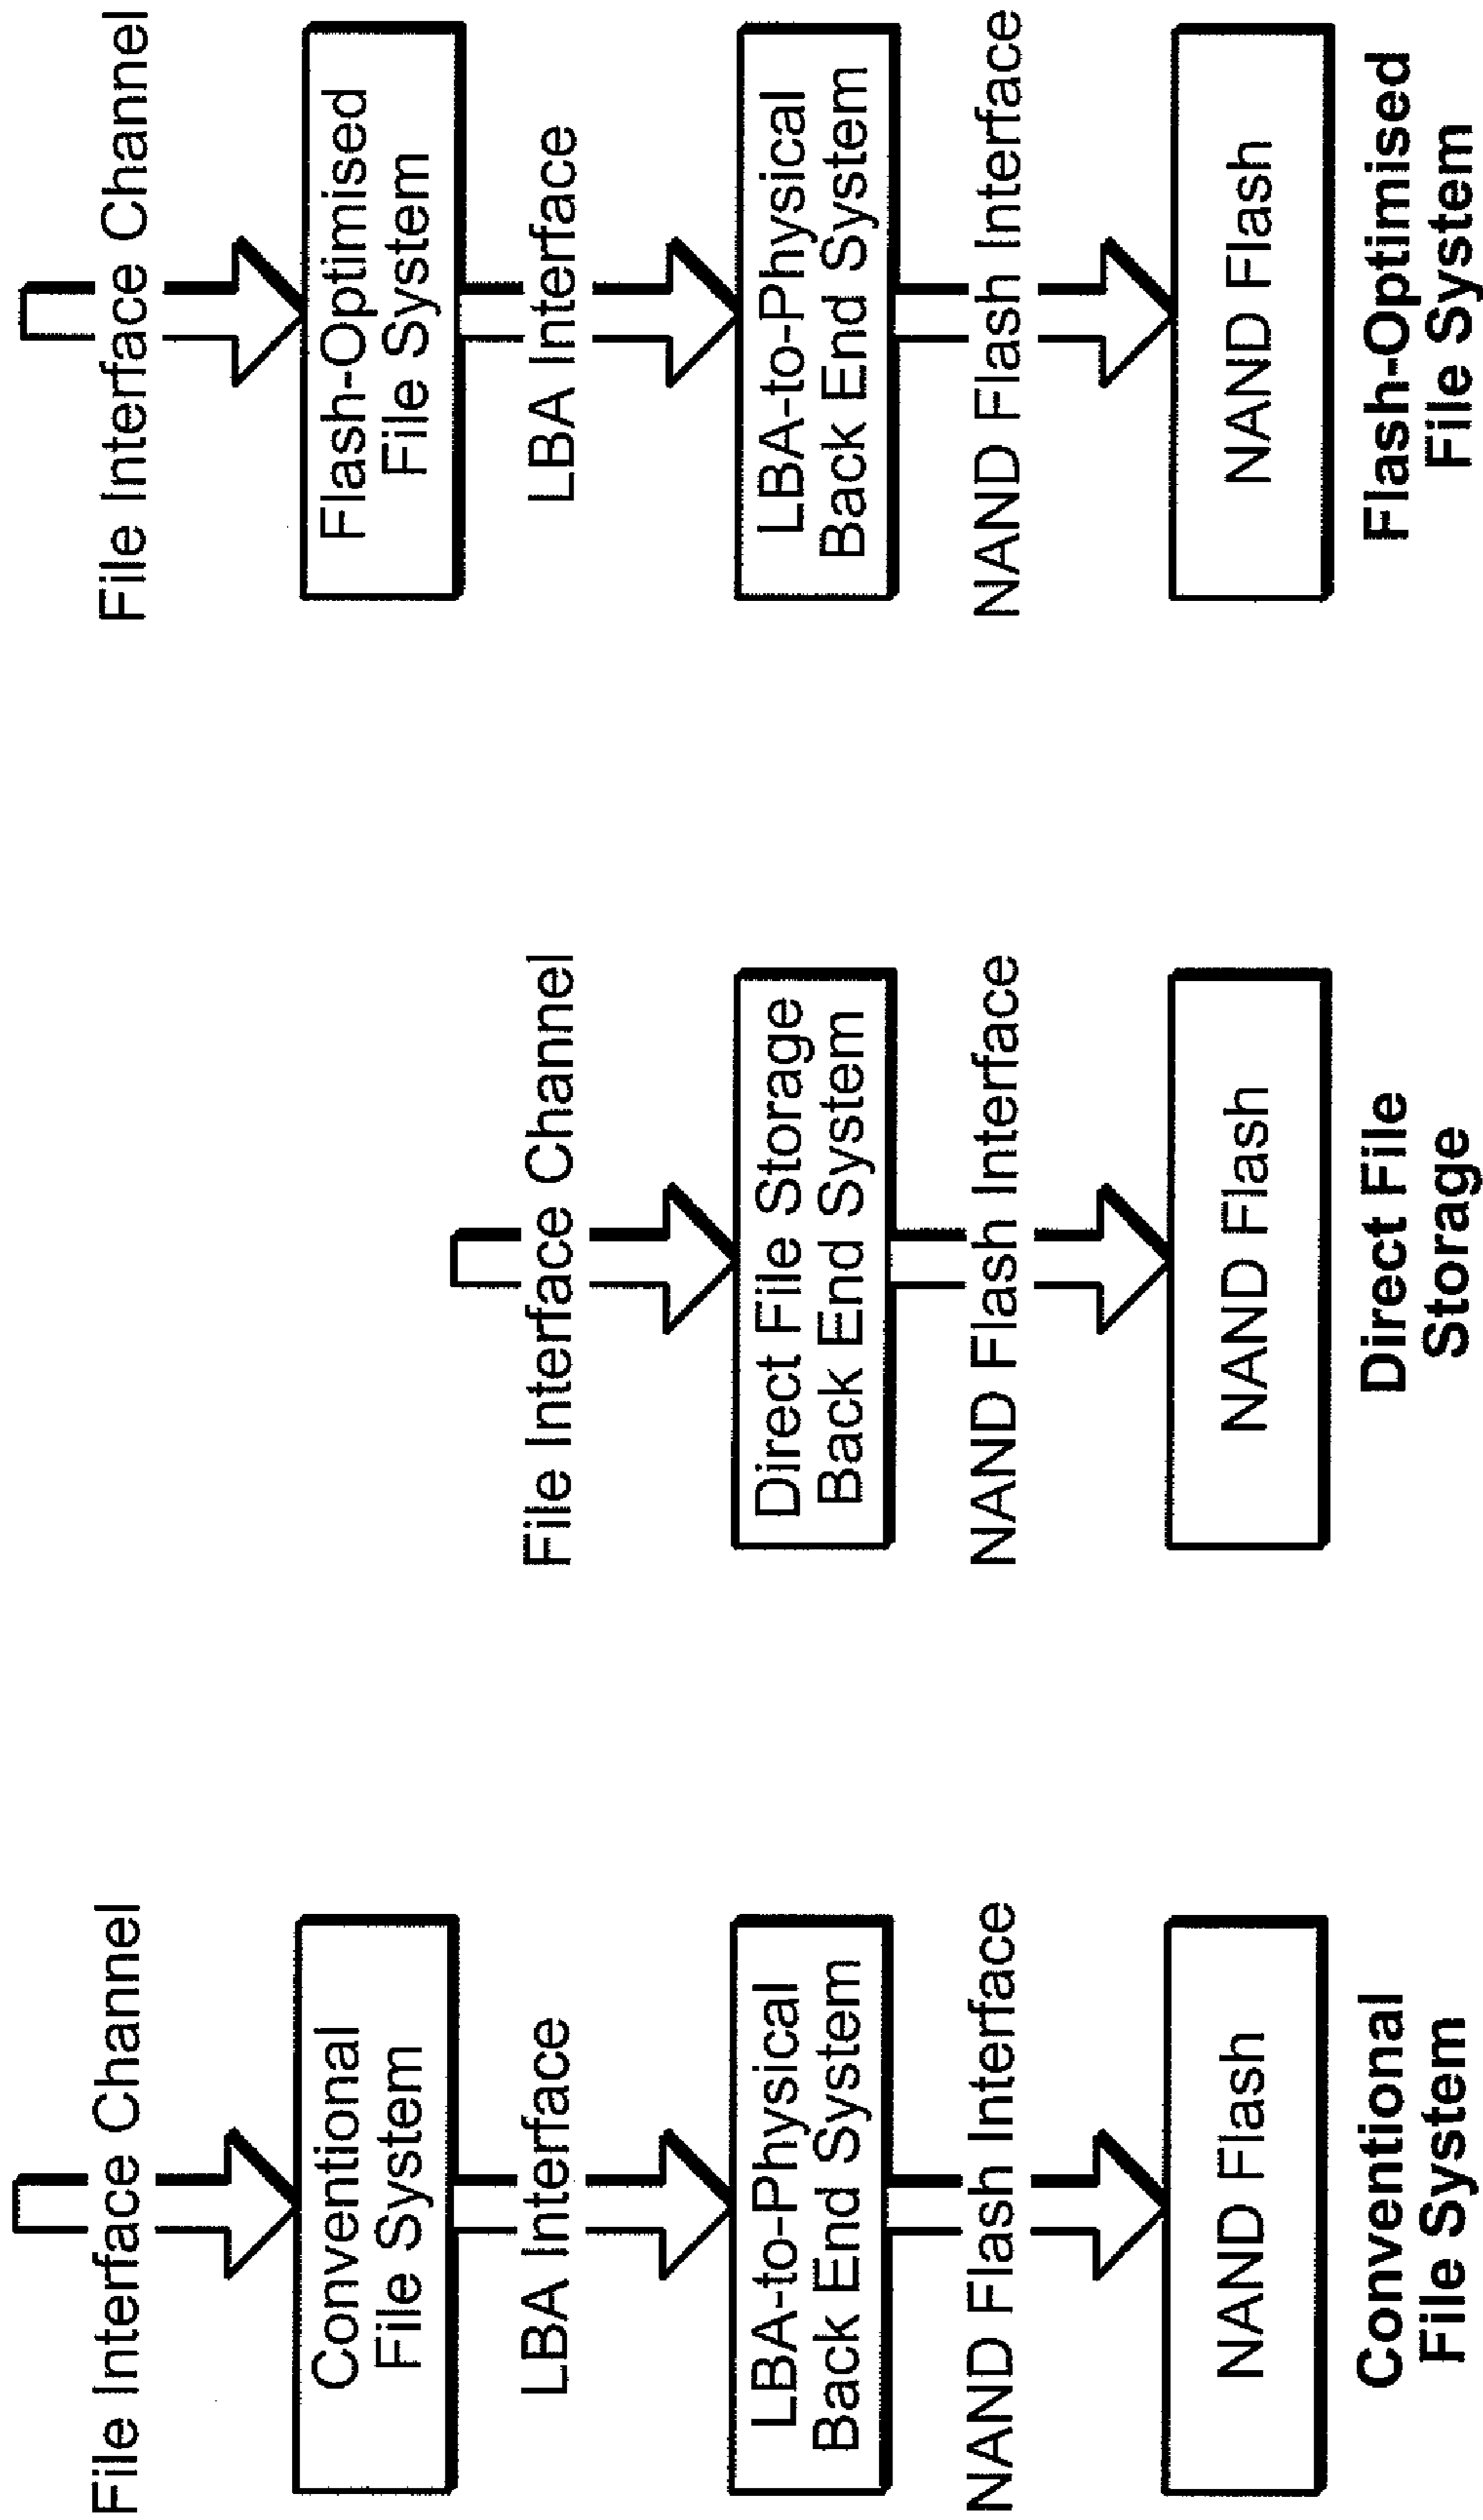 File Interface Channel
Conventional
File System
LBA Interface
LBA-to-Physical
Back End System
NAND Flash Interface
NAND Flash
Conventional
File System
File Interface Channel
Direct File Storage
Back End System
NAND Flash Interface
NAND Flash
Direct File
Storage
File Interface Channel
Flash-Optimised
File System
LBA Interface
LBA-to-Physical
Back End System
NAND Flash Interface
NAND Flash
Flash-Optimised
File System